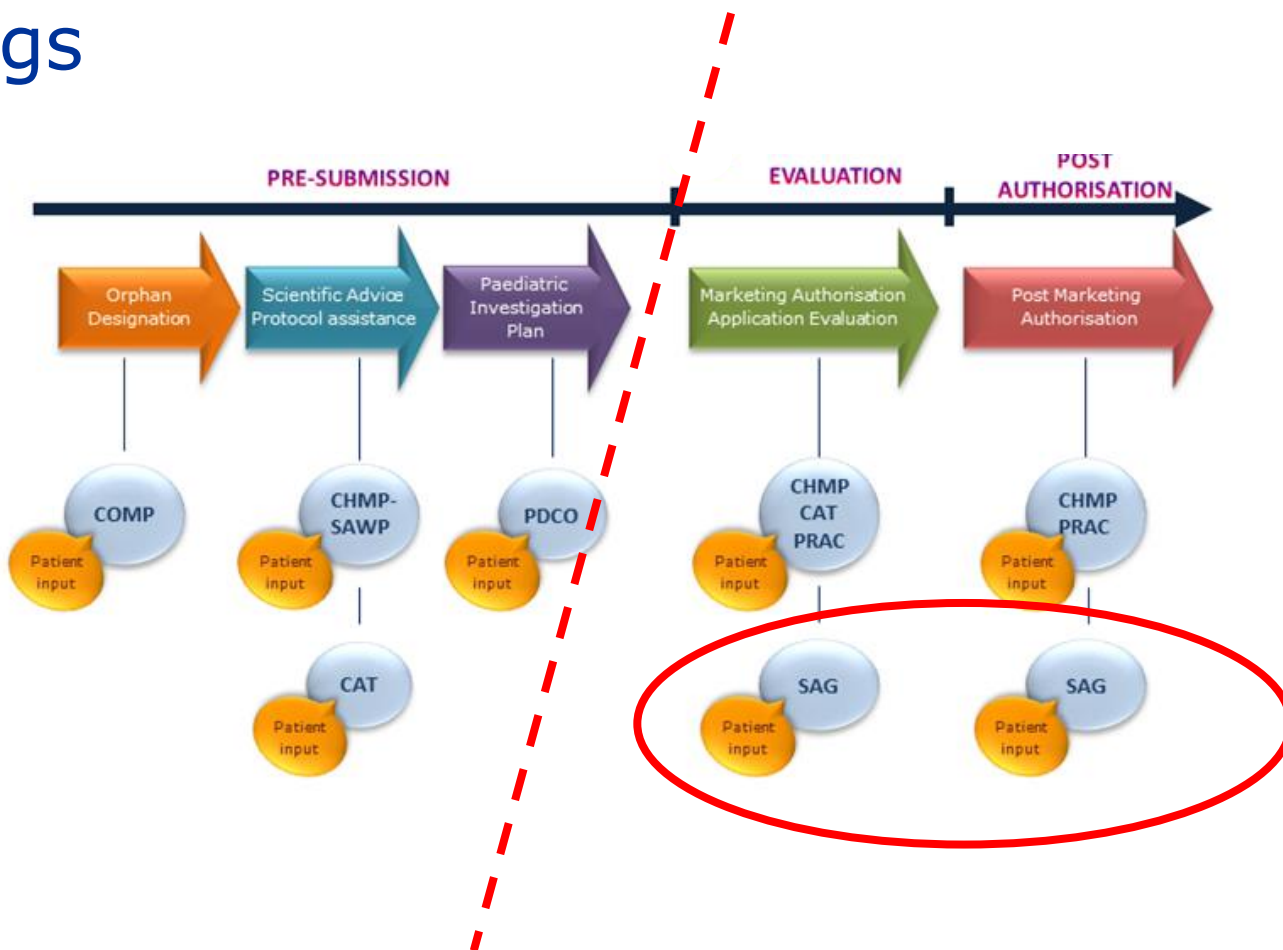 gs
PRE-SUBMISSION
EVALUATION
POST
AUTHORISATION
Orphan
Designation
Scientific Advice
Protocol assistance
Paediatric
Investigation
Plan
Marketing Authorisation
Application Evaluation
Post Marketing
Authorisation
COMP
Patient
input
CHMP-
SAWP
Patient
input
PDCO
Patient
input
CHMP
CAT
PRAC
Patient
input
CHMP
PRAC
Patient
input
CAT
Patient
input
SAG
Patient
input
SAG
Patient
input